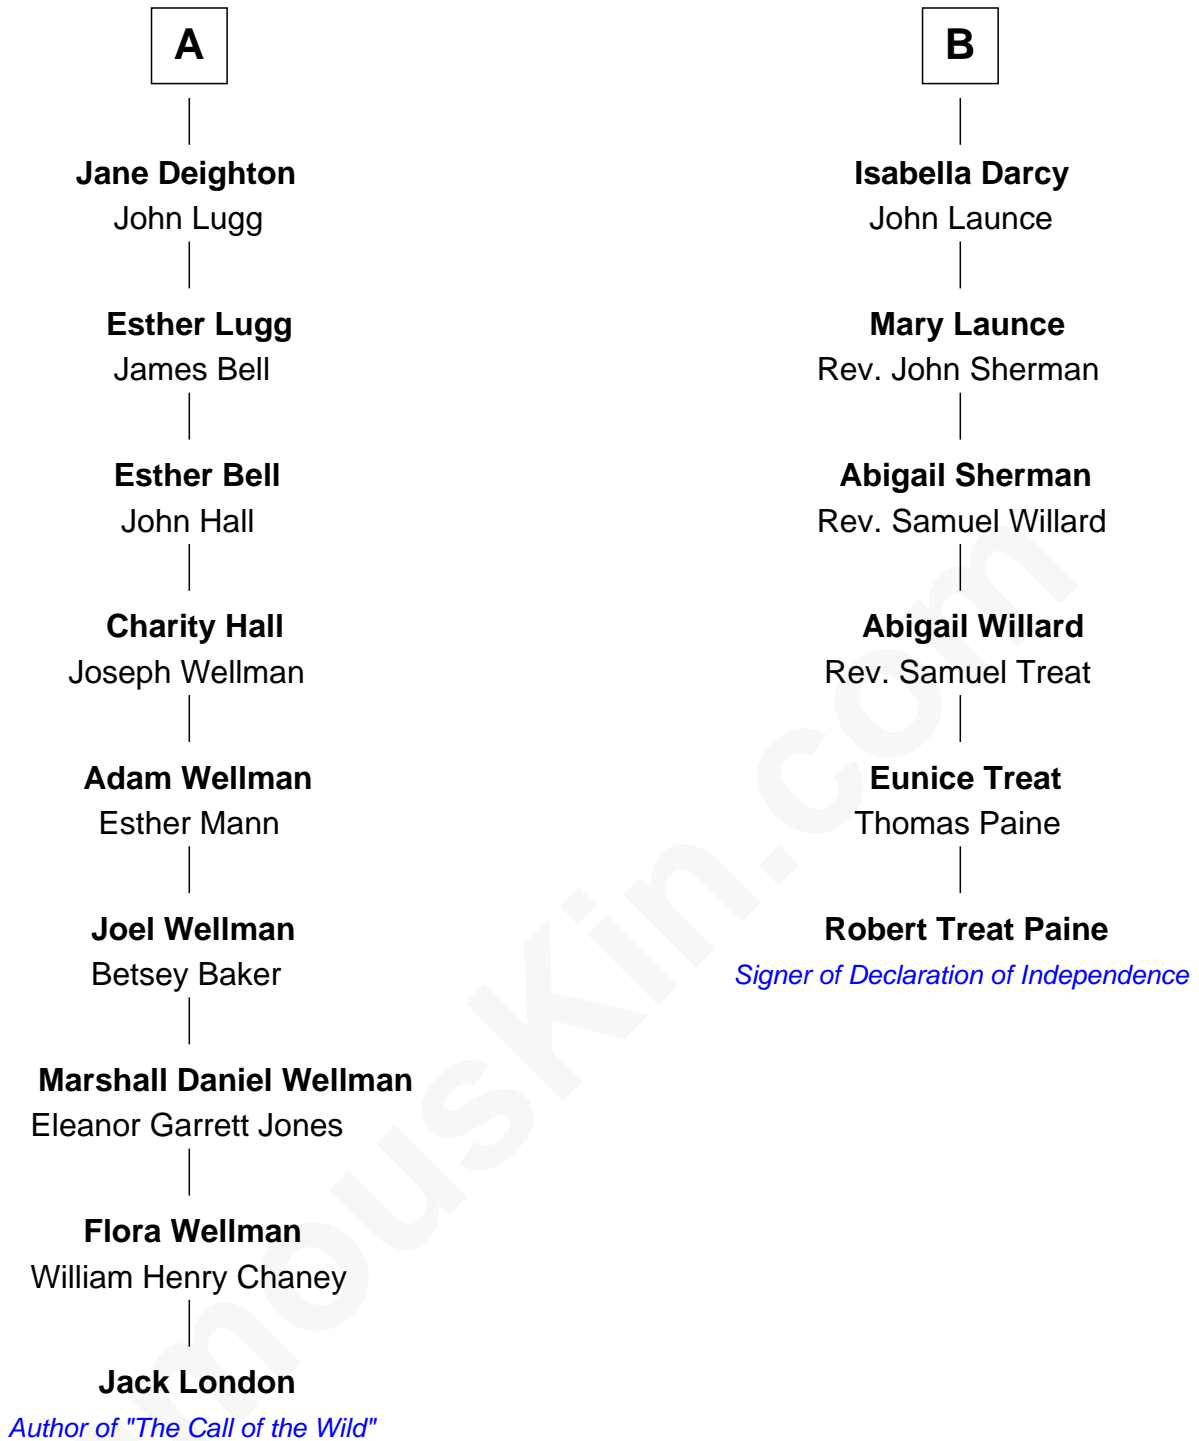 A
Jane Deighton
John Lugg
Esther Lugg
James Bell
Esther Bell
John Hall
Charity Hall
Joseph Wellman
Adam Wellman
Esther Mann
Joel Wellman
Betsey Baker
Marshall Daniel Wellman
Eleanor Garrett Jones
Flora Wellman
William Henry Chaney
Jack London
Author of "The Call of the Wild"
B
Isabella Darcy
John Launce
Mary Launce
Rev. John Sherman
Abigail Sherman
Rev. Samuel Willard
Abigail Willard
Rev. Samuel Treat
Eunice Treat
Thomas Paine
Robert Treat Paine
Signer of Declaration of Independence
mousKin.com